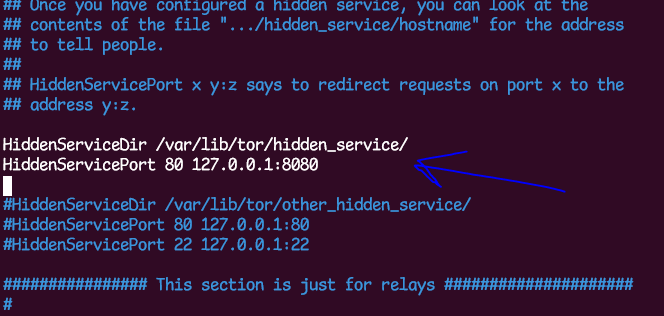 ## Once you have configured a hidden service, you can look at the
## contents of the file ".../hidden_service/hostname" for the address
## to tell people.
##
## HiddenServicePort x y:z says to redirect requests on port x to the
## address y:z.
HiddenServiceDir /var/lib/tor/hidden_service/
HiddenServicePort 80 127.0.0.1:8080
#HiddenServiceDir /var/lib/tor/other_hidden_service/
#HiddenServicePort 80 127.0.0.1:80
#HiddenServicePort 22 127.0.0.1:22
################ This section is just for relays #####################
#